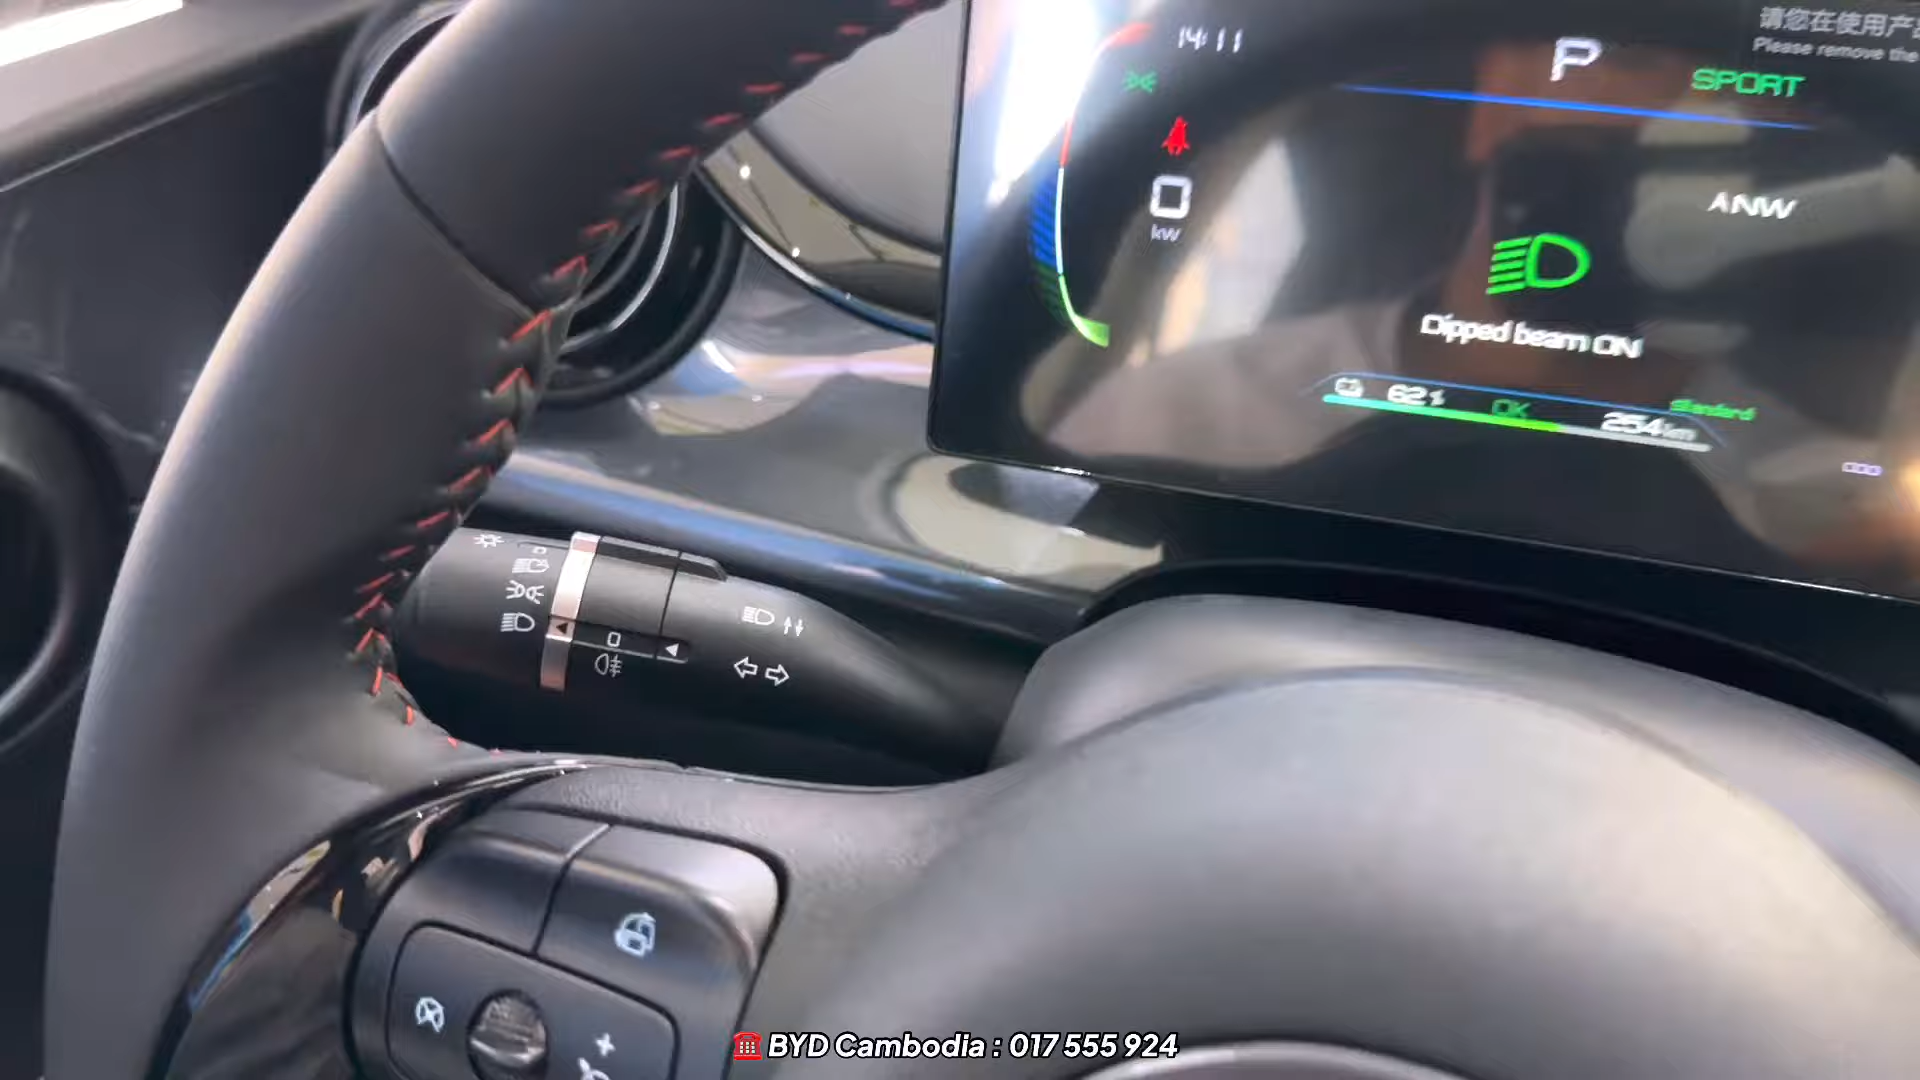 请您在使用产
Please remove the
14:11
P
SPORT
ANW
0
kW
Dipped beam ON
62%
OK
254km
Standard
BYD Cambodia : 017 555 924